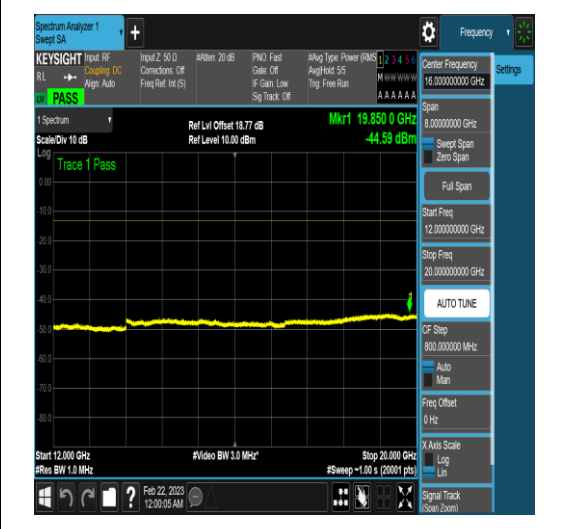 Spectrum Analyzer 1
Swept SA
Frequency
KEYSIGHT
RL
PASS
Input: RF
Coupling: DC
Align: Auto
Input Z: 50 Ω
Corrections: Off
Freq Ref: Int (S)
#Atten: 20 dB
PNO: Fast
Gate: Off
IF Gain: Low
Sig Track: Off
#Avg Type: Power (RMS
Avg|Hold: 5/5
Trig: Free Run
1 2 3 4 5 6
M W W W W W
A A A A A A
Center Frequency
16.000000000 GHz
Settings
Span
8.00000000 GHz
Swept Span
Zero Span
Full Span
Start Freq
12.000000000 GHz
Stop Freq
20.000000000 GHz
AUTO TUNE
CF Step
800.000000 MHz
Auto
Man
Freq Offset
0 Hz
X Axis Scale
Log
Lin
Signal Track
(Span Zoom)
1 Spectrum
Scale/Div 10 dB
Ref Lvl Offset 18.77 dB
Ref Level 10.00 dBm
Mkr1 19.850 0 GHz
-44.59 dBm
Log
Trace 1 Pass
0.00
-10.0
-20.0
-30.0
-40.0
-50.0
-60.0
-70.0
-80.0
Start 12.000 GHz
#Res BW 1.0 MHz
#Video BW 3.0 MHz*
Stop 20.000 GHz
#Sweep ~1.00 s (20001 pts)
?
Feb 22, 2023
12:00:05 AM